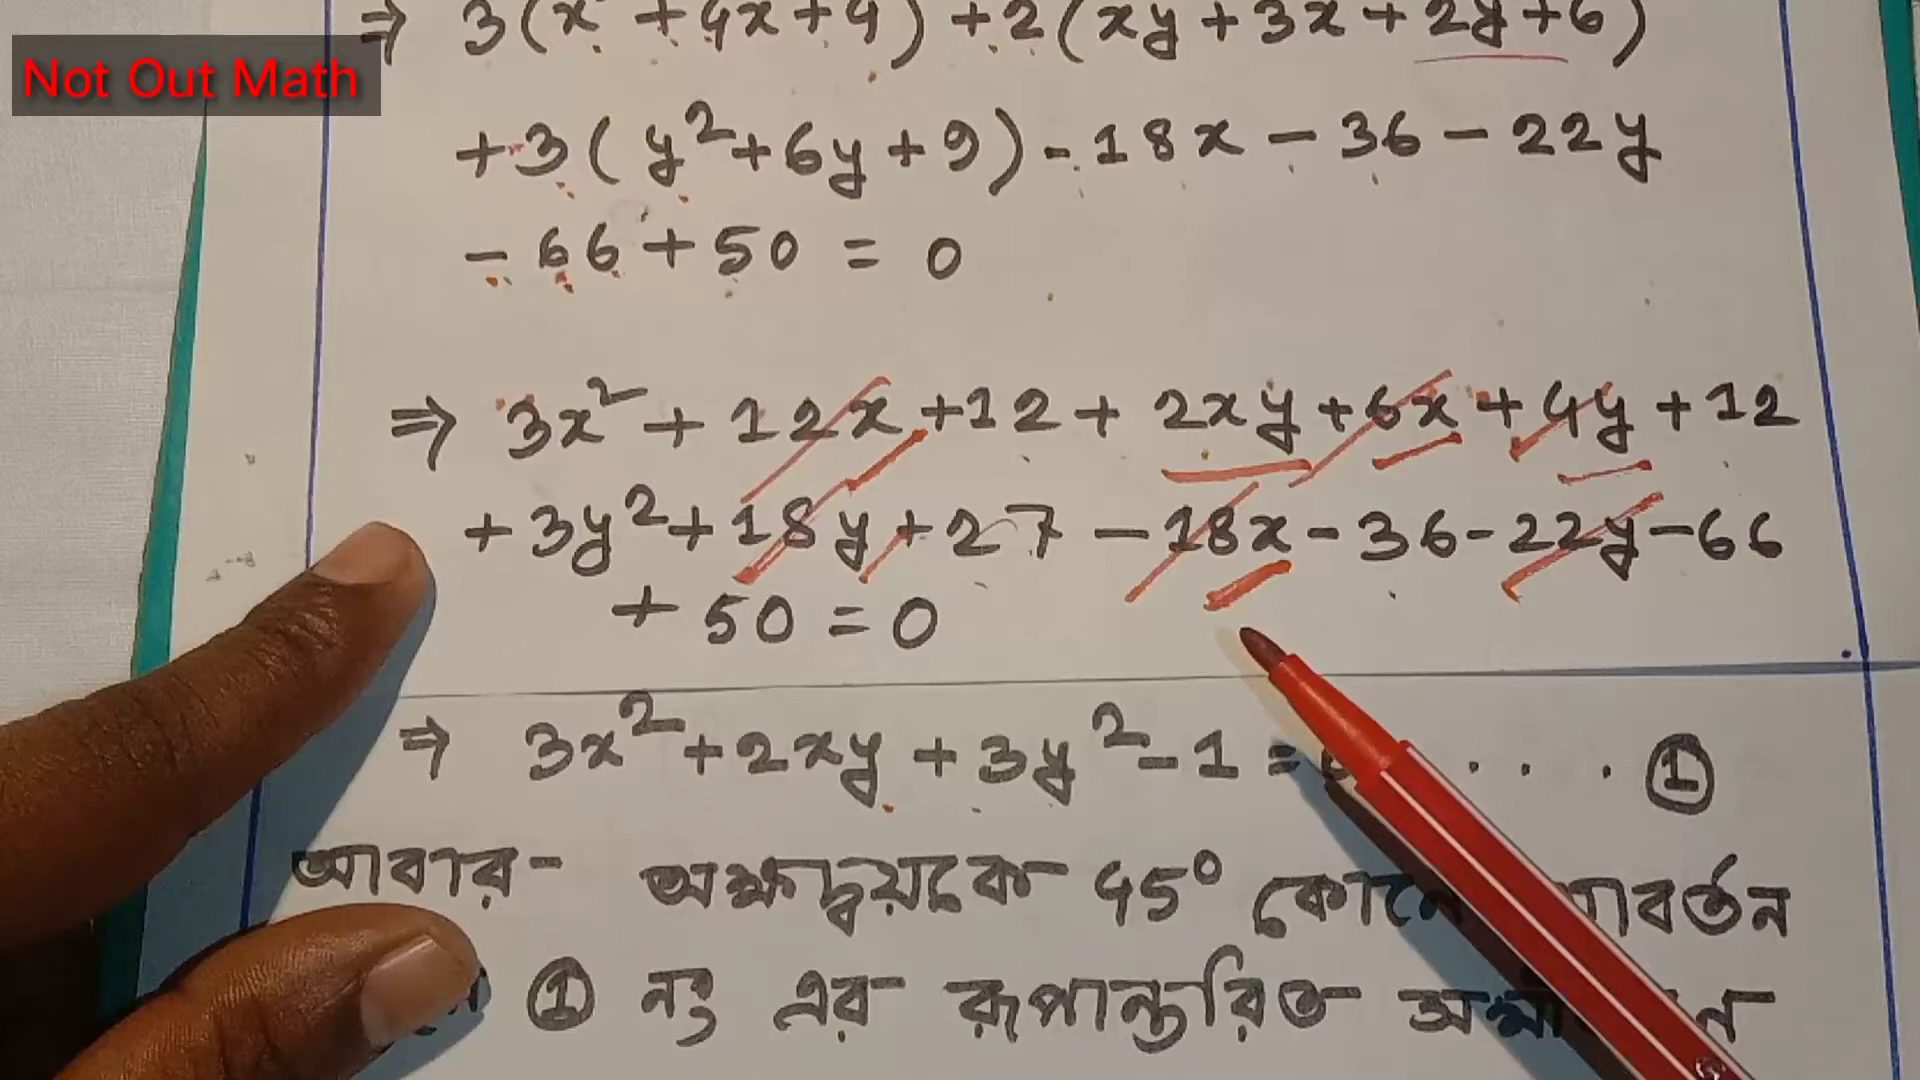 ⇒ 3(x² + 4x + 4) + 2(xy + 3x + 2y + 6)
Not Out Math
+3(y² + 6y + 9) - 18x - 36 - 22y
- 66 + 50 = 0
⇒ 3x² + 12x + 12 + 2xy + 6x + 4y + 12
+ 3y² + 18y + 27 - 18x - 36 - 22y - 66
+ 50 = 0
⇒ 3x² + 2xy + 3y² - 1 = 0 . . . . ①
আবার- অক্ষদ্বয়কে 45° কোনে
① নং এর রূপান্তরিত